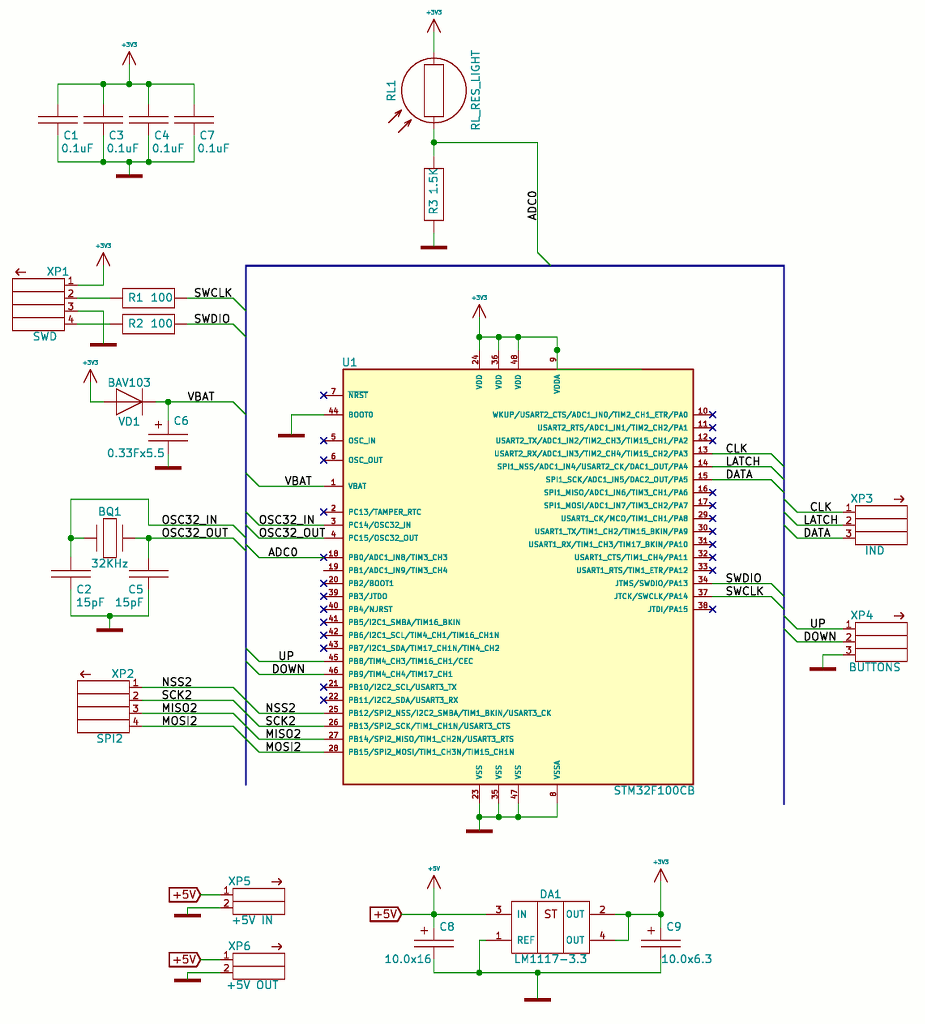 +3V3
C1
0.1uF
C3
0.1uF
C4
0.1uF
C7
0.1uF
+3V3
RL1
RL_RES_LIGHT
R3 1.5K
ADC0
XP1
+3V3
1
2
3
4
SWD
R1 100
R2 100
SWCLK
SWDIO
+3V3
BAV103
VD1
VBAT
C6
0.33Fx5.5
BQ1
32KHz
OSC32_IN
OSC32_OUT
C2
15pF
C5
15pF
XP2
1
2
3
4
SPI2
NSS2
SCK2
MISO2
MOSI2
VBAT
OSC32_IN
OSC32_OUT
ADC0
UP
DOWN
NSS2
SCK2
MISO2
MOSI2
+3V3
U1
24 VDD
36 VDD
48 VDD
9 VDDA
7 NRST
44 BOOT0
5 OSC_IN
6 OSC_OUT
1 VBAT
2 PC13/TAMPER_RTC
3 PC14/OSC32_IN
4 PC15/OSC32_OUT
18 PB0/ADC1_IN8/TIM3_CH3
19 PB1/ADC1_IN9/TIM3_CH4
20 PB2/BOOT1
39 PB3/JTDO
40 PB4/NJRST
41 PB5/I2C1_SMBA/TIM16_BKIN
42 PB6/I2C1_SCL/TIM4_CH1/TIM16_CH1N
43 PB7/I2C1_SDA/TIM17_CH1N/TIM4_CH2
45 PB8/TIM4_CH3/TIM16_CH1/CEC
46 PB9/TIM4_CH4/TIM17_CH1
21 PB10/I2C2_SCL/USART3_TX
22 PB11/I2C2_SDA/USART3_RX
25 PB12/SPI2_NSS/I2C2_SMBA/TIM1_BKIN/USART3_CK
26 PB13/SPI2_SCK/TIM1_CH1N/USART3_CTS
27 PB14/SPI2_MISO/TIM1_CH2N/USART3_RTS
28 PB15/SPI2_MOSI/TIM1_CH3N/TIM15_CH1N
WKUP/USART2_CTS/ADC1_IN0/TIM2_CH1_ETR/PA0 10
USART2_RTS/ADC1_IN1/TIM2_CH2/PA1 11
USART2_TX/ADC1_IN2/TIM2_CH3/TIM15_CH1/PA2 12
USART2_RX/ADC1_IN3/TIM2_CH4/TIM15_CH2/PA3 13
SPI1_NSS/ADC1_IN4/USART2_CK/DAC1_OUT/PA4 14
SPI1_SCK/ADC1_IN5/DAC2_OUT/PA5 15
SPI1_MISO/ADC1_IN6/TIM3_CH1/PA6 16
SPI1_MOSI/ADC1_IN7/TIM3_CH2/PA7 17
USART1_CK/MCO/TIM1_CH1/PA8 29
USART1_TX/TIM1_CH2/TIM15_BKIN/PA9 30
USART1_RX/TIM1_CH3/TIM17_BKIN/PA10 31
USART1_CTS/TIM1_CH4/PA11 32
USART1_RTS/TIM1_ETR/PA12 33
JTMS/SWDIO/PA13 34
JTCK/SWCLK/PA14 37
JTDI/PA15 38
23 VSS
35 VSS
47 VSS
8 VSSA
STM32F100CB
CLK
LATCH
DATA
SWDIO
SWCLK
CLK
LATCH
DATA
XP3
1
2
3
IND
UP
DOWN
XP4
1
2
3
BUTTONS
+5V
XP5
1
2
+5V IN
+5V
XP6
1
2
+5V OUT
+5V
+5V
C8
10.0x16
DA1
3 IN
1 REF
ST
OUT 2
OUT 4
LM1117-3.3
+3V3
C9
10.0x6.3